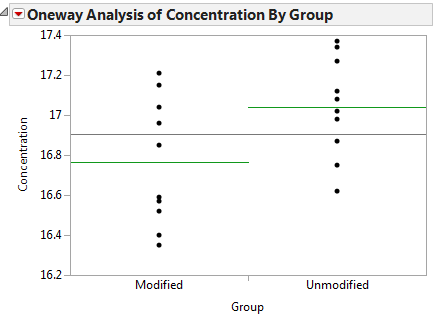 Oneway Analysis of Concentration By Group
17.4
17.2
17
16.8
16.6
16.4
16.2
Concentration
Modified
Unmodified
Group